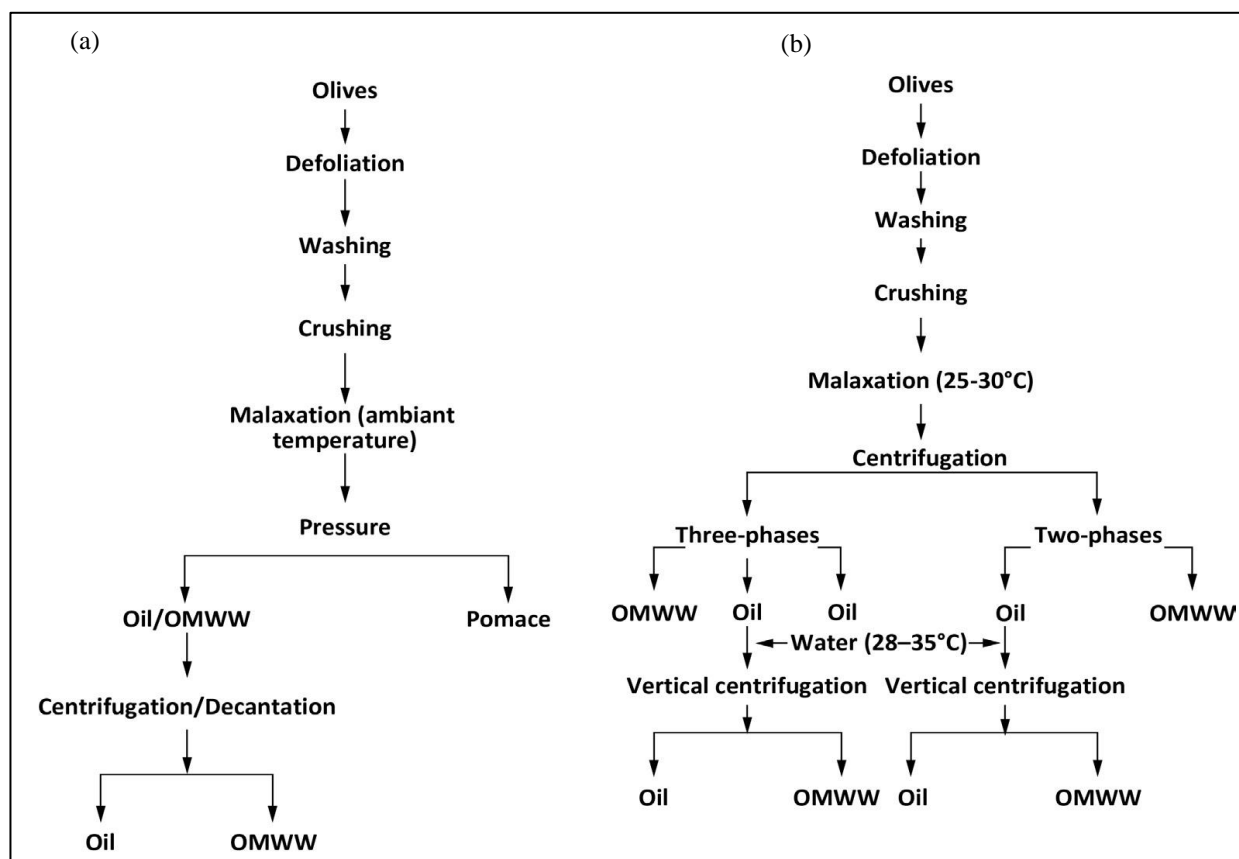 (a)
Olives
Defoliation
Washing
Crushing
Malaxation (ambiant
temperature)
Pressure
Oil/OMWW
Pomace
Centrifugation/Decantation
Oil
OMWW
(b)
Olives
Defoliation
Washing
Crushing
Malaxation (25-30°C)
Centrifugation
Three-phases
Two-phases
OMWW
Oil
Oil
Oil
OMWW
Water (28–35°C)
Vertical centrifugation
Vertical centrifugation
Oil
OMWW
Oil
OMWW